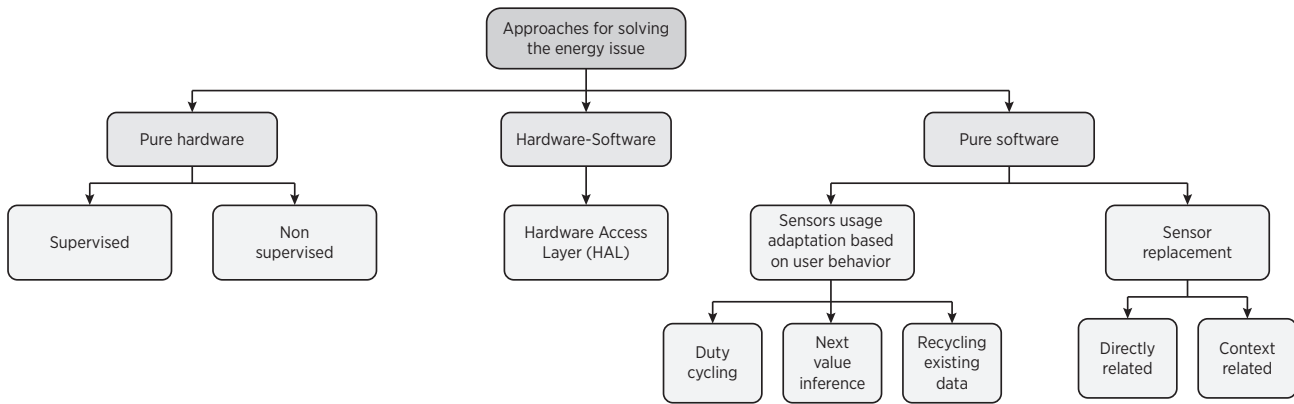 Approaches for solving
the energy issue
Pure hardware
Hardware-Software
Pure software
Supervised
Non
supervised
Hardware Access
Layer (HAL)
Sensors usage
adaptation based
on user behavior
Sensor
replacement
Duty
cycling
Next
value
inference
Recycling
existing
data
Directly
related
Context
related